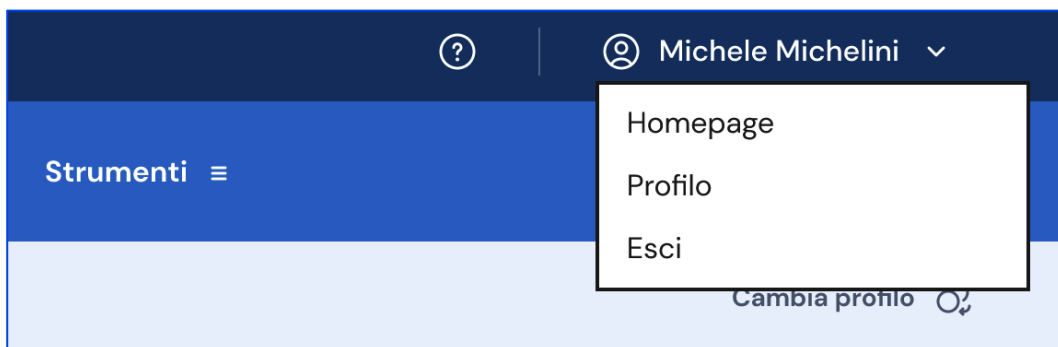 Michele Michelini
Homepage
Strumenti
Profilo
Esci
Cambia profilo